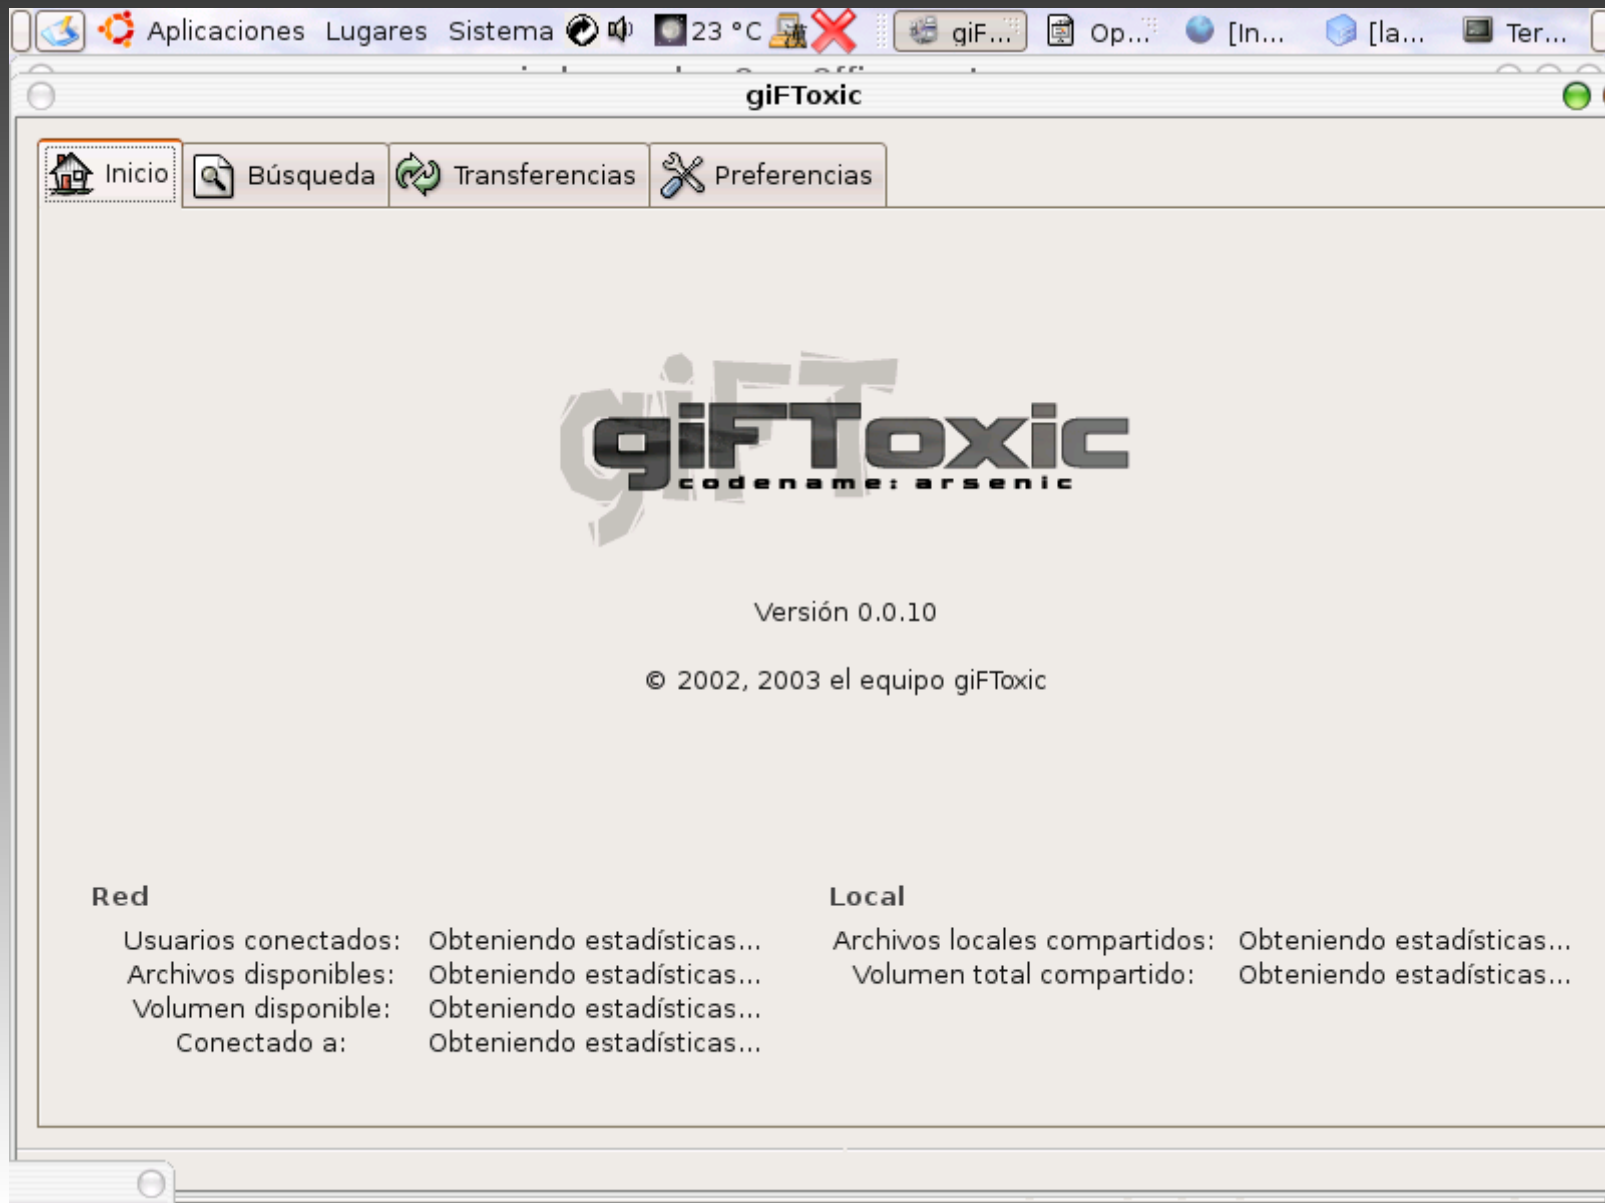 Aplicaciones Lugares Sistema 23 °C giF... Op... [In... [la... Ter...
giFToxic
Inicio Búsqueda Transferencias Preferencias
giFT
giFToxic
codename: arsenic
Versión 0.0.10
© 2002, 2003 el equipo giFToxic
Red
Usuarios conectados: Obteniendo estadísticas...
Archivos disponibles: Obteniendo estadísticas...
Volumen disponible: Obteniendo estadísticas...
Conectado a: Obteniendo estadísticas...
Local
Archivos locales compartidos: Obteniendo estadísticas...
Volumen total compartido: Obteniendo estadísticas...